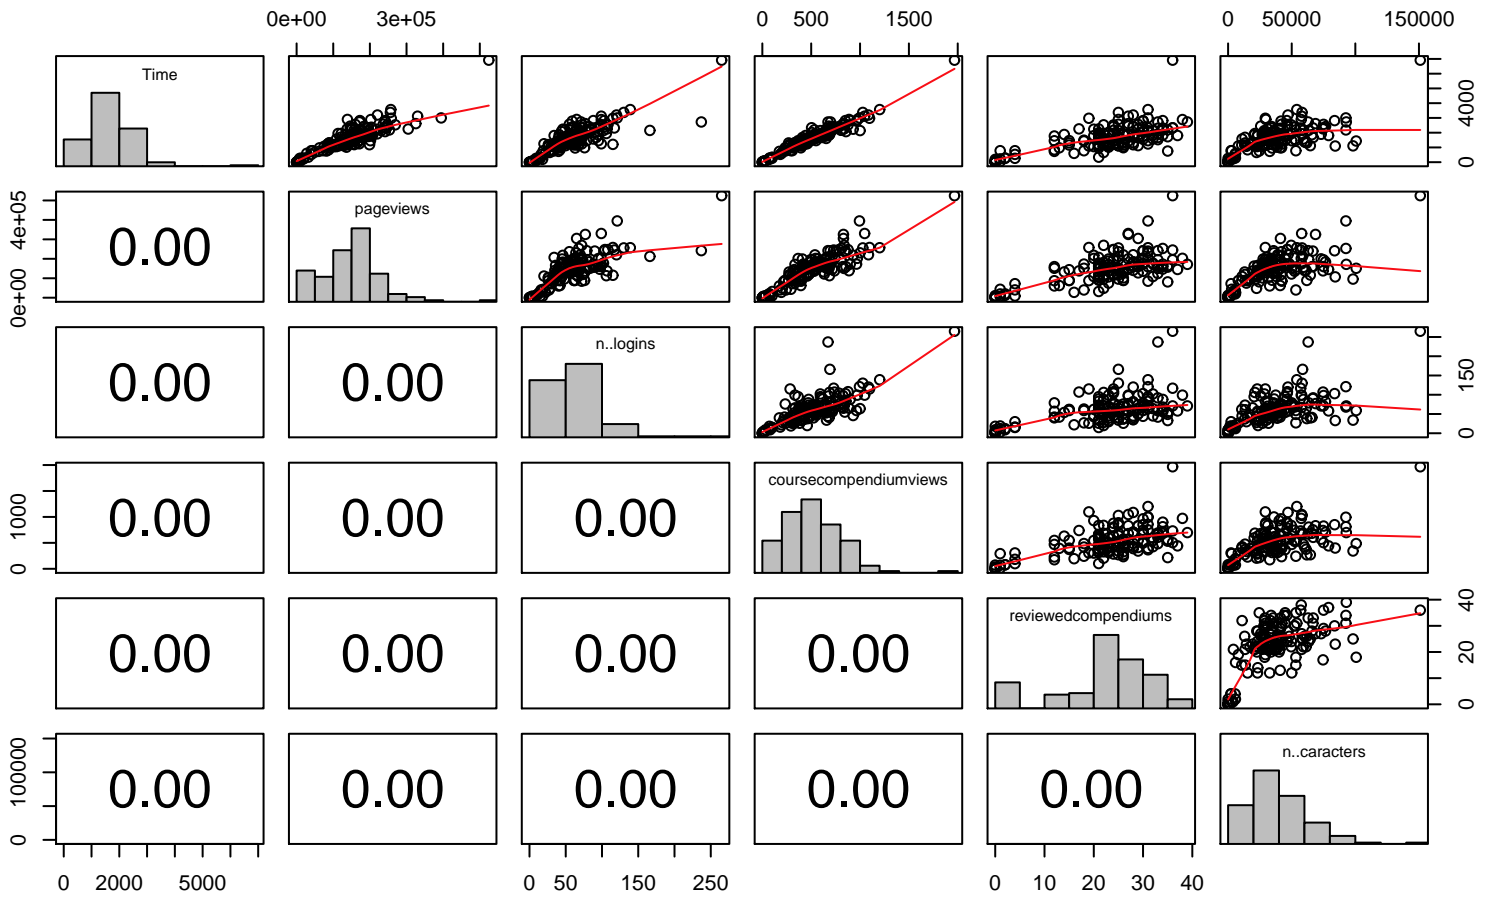 0e+00 3e+05 0 500 1500 0 50000 150000
Time
0 4000
0e+00 4e+05
0.00
pageviews
0.00 0.00
n..logins
0 150
0 1000
0.00 0.00 0.00
coursecompendiumviews
0.00 0.00 0.00 0.00
reviewedcompendiums
0 20 40
0 100000
0.00 0.00 0.00 0.00 0.00
n..caracters
0 2000 5000 0 50 150 250 0 10 20 30 40